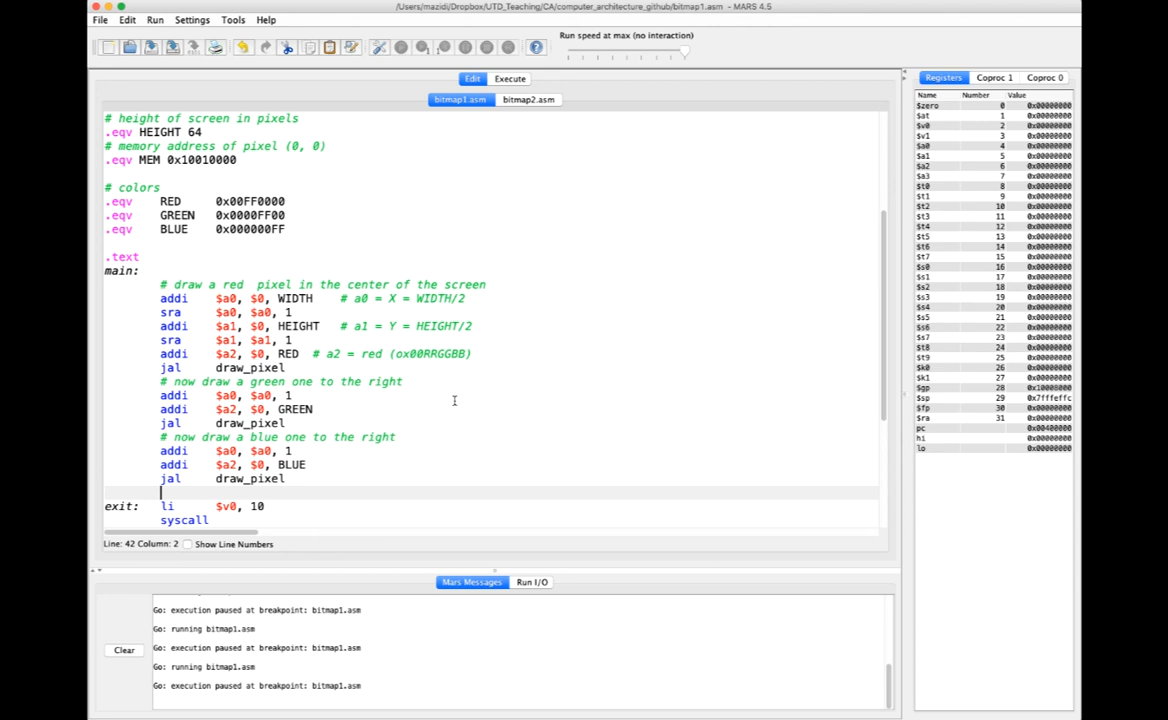 /Users/mazidi/Dropbox/UTD_Teaching/CA/computer_architecture_github/bitmap1.asm - MARS 4.5
File Edit Run Settings Tools Help
Run speed at max (no interaction)
Edit Execute
bitmap1.asm bitmap2.asm
# height of screen in pixels
.eqv HEIGHT 64
# memory address of pixel (0, 0)
.eqv MEM 0x10010000
# colors
.eqv RED 0x00FF0000
.eqv GREEN 0x0000FF00
.eqv BLUE 0x000000FF
.text
main:
# draw a red  pixel in the center of the screen
addi $a0, $0, WIDTH # a0 = X = WIDTH/2
sra $a0, $a0, 1
addi $a1, $0, HEIGHT # a1 = Y = HEIGHT/2
sra $a1, $a1, 1
addi $a2, $0, RED # a2 = red (ox00RRGGBB)
jal draw_pixel
# now draw a green one to the right
addi $a0, $a0, 1
addi $a2, $0, GREEN
jal draw_pixel
# now draw a blue one to the right
addi $a0, $a0, 1
addi $a2, $0, BLUE
jal draw_pixel
exit: li $v0, 10
syscall
Line: 42 Column: 2 Show Line Numbers
Mars Messages Run I/O
Go: execution paused at breakpoint: bitmap1.asm
Go: running bitmap1.asm
Go: execution paused at breakpoint: bitmap1.asm
Go: running bitmap1.asm
Go: execution paused at breakpoint: bitmap1.asm
Clear
Registers Coproc 1 Coproc 0
Name Number Value
$zero 0 0x00000000
$at 1 0x00000000
$v0 2 0x00000000
$v1 3 0x00000000
$a0 4 0x00000000
$a1 5 0x00000000
$a2 6 0x00000000
$a3 7 0x00000000
$t0 8 0x00000000
$t1 9 0x00000000
$t2 10 0x00000000
$t3 11 0x00000000
$t4 12 0x00000000
$t5 13 0x00000000
$t6 14 0x00000000
$t7 15 0x00000000
$s0 16 0x00000000
$s1 17 0x00000000
$s2 18 0x00000000
$s3 19 0x00000000
$s4 20 0x00000000
$s5 21 0x00000000
$s6 22 0x00000000
$s7 23 0x00000000
$t8 24 0x00000000
$t9 25 0x00000000
$k0 26 0x00000000
$k1 27 0x00000000
$gp 28 0x10008000
$sp 29 0x7fffeffc
$fp 30 0x00000000
$ra 31 0x00000000
pc 0x00400000
hi 0x00000000
lo 0x00000000